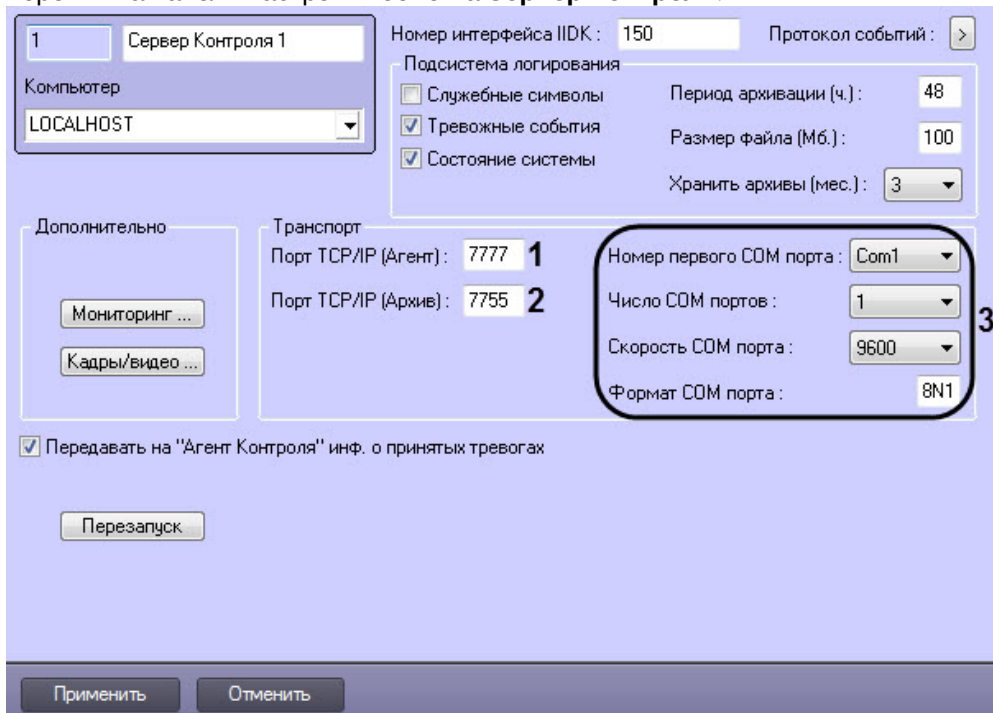 1 Сервер Контроля 1
Компьютер
LOCALHOST
Номер интерфейса IIDK : 150 Протокол событий : >
Подсистема логирования
Служебные символы
Тревожные события
Состояние системы
Период архивации (ч.) : 48
Размер файла (Мб.) : 100
Хранить архивы (мес.) : 3
Дополнительно
Мониторинг ...
Кадры/видео ...
Транспорт
Порт TCP/IP (Агент) : 7777 1
Порт TCP/IP (Архив) : 7755 2
Номер первого COM порта : Com1
Число COM портов : 1
Скорость COM порта : 9600
Формат COM порта : 8N1
3
Передавать на "Агент Контроля" инф. о принятых тревогах
Перезапуск
Применить Отменить